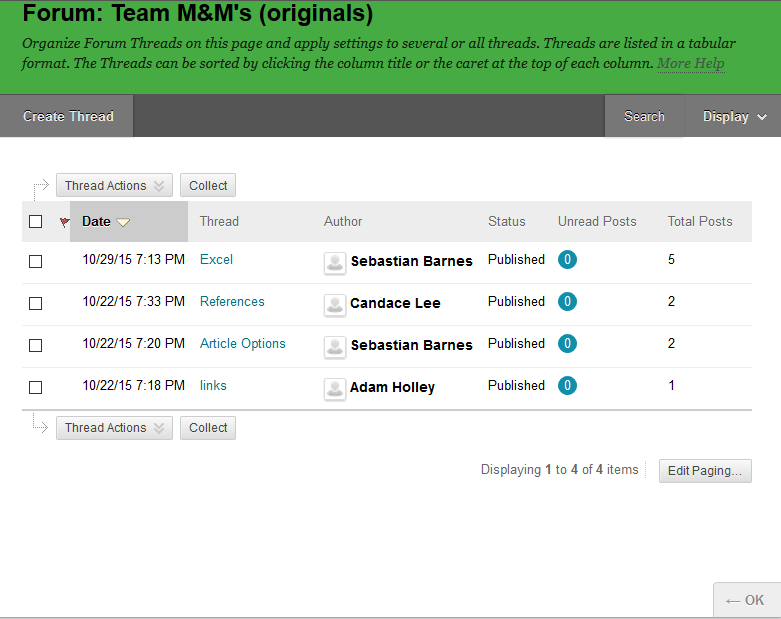 Forum: Team M&M's (originals)
Organize Forum Threads on this page and apply settings to several or all threads. Threads are listed in a tabular
format. The Threads can be sorted by clicking the column title or the caret at the top of each column. More Help
Create Thread Search Display
Thread Actions Collect
Date Thread Author Status Unread Posts Total Posts
10/29/15 7:13 PM Excel Sebastian Barnes Published 0 5
10/22/15 7:33 PM References Candace Lee Published 0 2
10/22/15 7:20 PM Article Options Sebastian Barnes Published 0 2
10/22/15 7:18 PM links Adam Holley Published 0 1
Thread Actions Collect
Displaying 1 to 4 of 4 items Edit Paging...
← OK